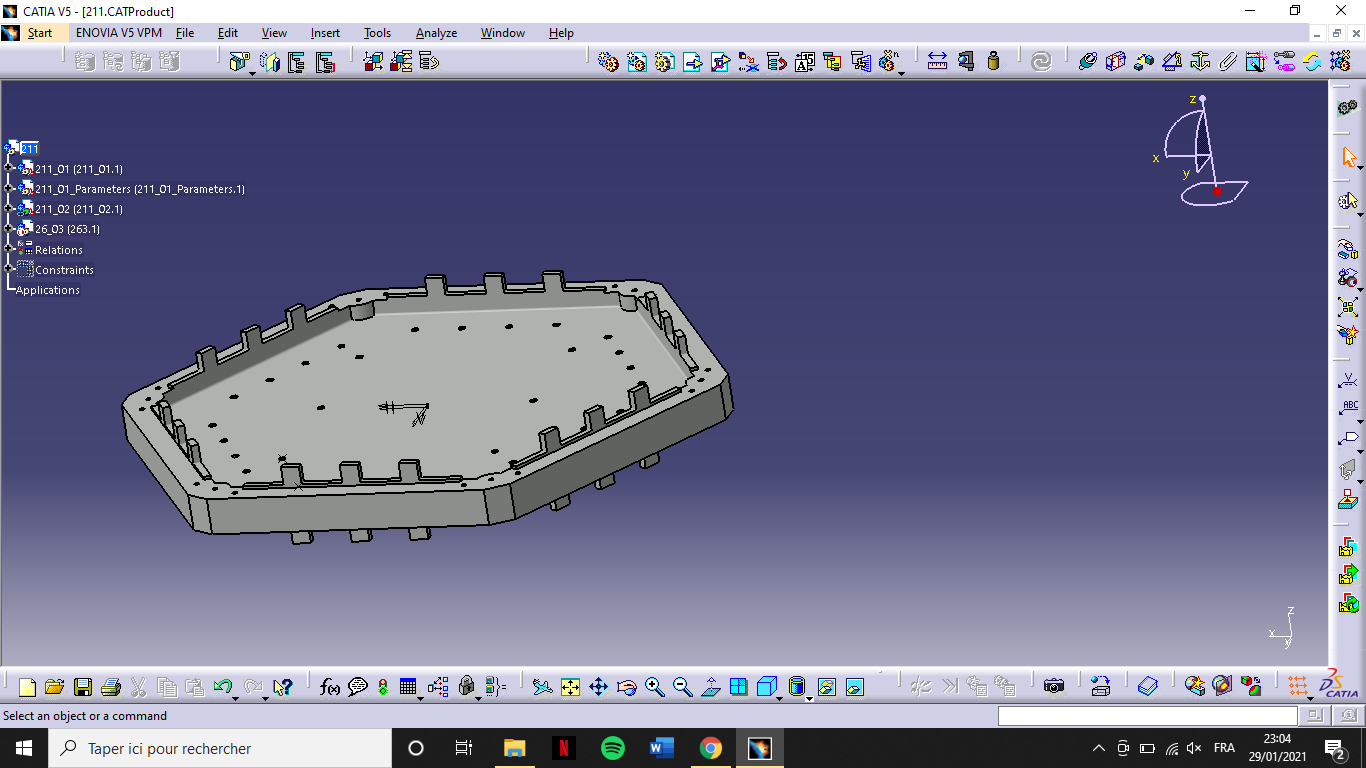 CATIA V5 - [211.CATProduct]
Start ENOVIA V5 VPM File Edit View Insert Tools Analyze Window Help
z
x
y
211
211_01 (211_01.1)
211_01_Parameters (211_01_Parameters.1)
211_02 (211_02.1)
26_03 (263.1)
Relations
Constraints
Applications
ABC
z
x
y
f(x)
CATIA
Select an object or a command
Taper ici pour rechercher
N
W
FRA
23:04
29/01/2021
2